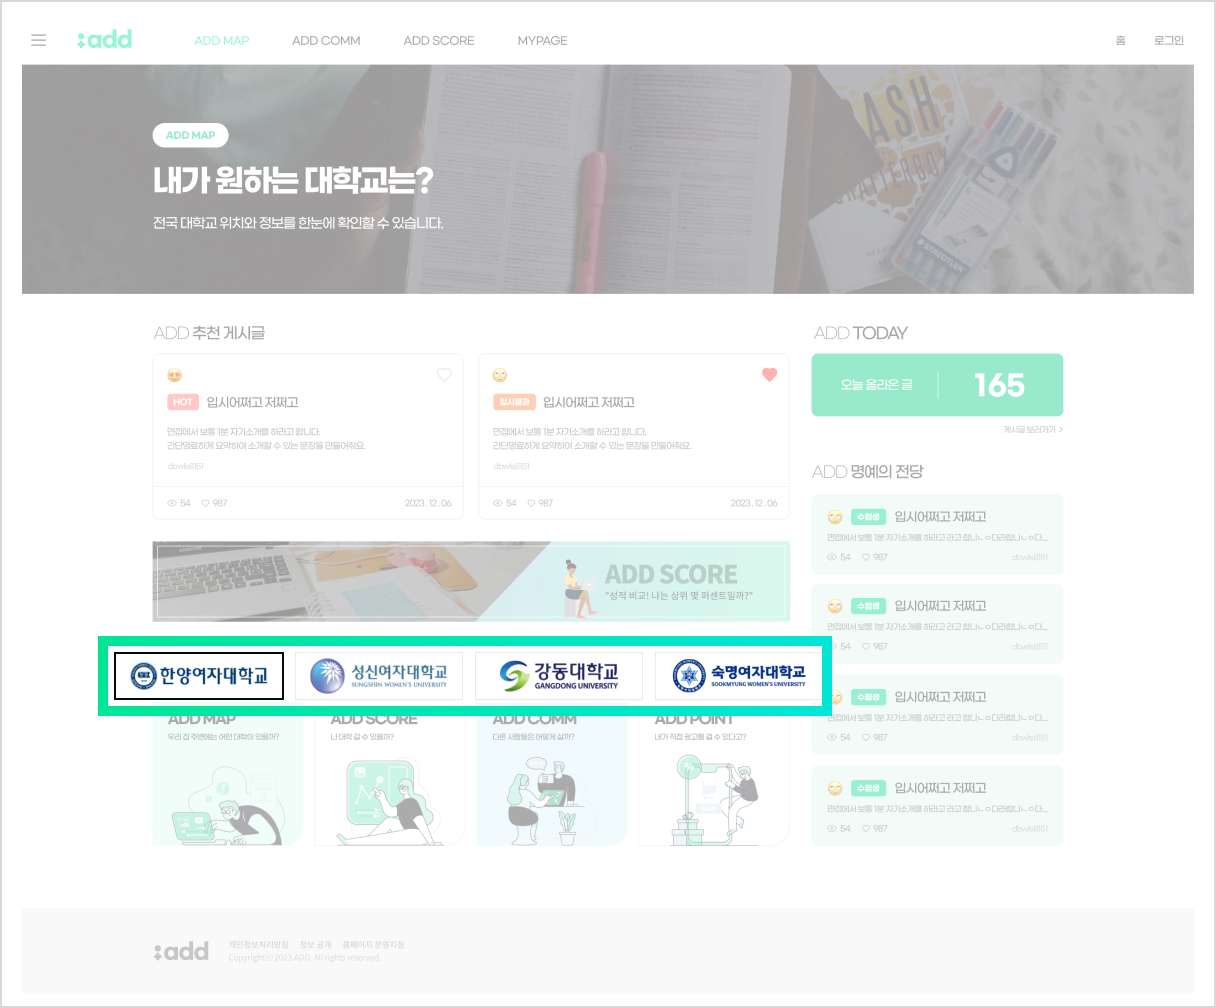 :add
ADD MAP
ADD COMM
ADD SCORE
MYPAGE
홈
로그인
ADD MAP
내가 원하는 대학교는?
전국 대학교 위치와 정보를 한눈에 확인할 수 있습니다.
ASH
STAEDTLER
ADD 추천 게시글
HOT 입시어쩌고 저쩌고
면접에서 보통 1분 자기소개를 하라고 합니다.
간단명료하게 요약하여 소개할 수 있는 문장을 만들어줘요.
dbwls8151
54 987
2023.12.06
입시결과 입시어쩌고 저쩌고
면접에서 보통 1분 자기소개를 하라고 합니다.
간단명료하게 요약하여 소개할 수 있는 문장을 만들어줘요.
dbwls8151
54 987
2023.12.06
ADD TODAY
오늘 올라온 글
165
게시글 보러가기 >
ADD SCORE
"성적 비교! 나는 상위 몇 퍼센트일까?"
한양여자대학교
성신여자대학교
SUNGSHIN WOMEN'S UNIVERSITY
강동대학교
GANGDONG UNIVERSITY
숙명여자대학교
SOOKMYUNG WOMEN'S UNIVERSITY
ADD MAP
우리 집 주변에는 어떤 대학이 있을까?
ADD SCORE
나 대학 갈 수 있을까?
ADD COMM
다른 사람들은 어떻게 살까?
ADD POINT
내가 직접 광고를 걸 수 있다고?
ADD 명예의 전당
수험생 입시어쩌고 저쩌고
면접에서 보통 1분 자기소개를 하라고 라고 합니ㄴㅇ다라합니ㄴㅇ다...
54 987
dbwls8151
수험생 입시어쩌고 저쩌고
면접에서 보통 1분 자기소개를 하라고 라고 합니ㄴㅇ다라합니ㄴㅇ다...
54 987
dbwls8151
수험생 입시어쩌고 저쩌고
면접에서 보통 1분 자기소개를 하라고 라고 합니ㄴㅇ다라합니ㄴㅇ다...
54 987
dbwls8151
수험생 입시어쩌고 저쩌고
면접에서 보통 1분 자기소개를 하라고 라고 합니ㄴㅇ다라합니ㄴㅇ다...
54 987
dbwls8151
:add
개인정보처리방침 정보 공개 홈페이지 운영지침
Copyrightⓒ 2023 ADD. All rights reserved.